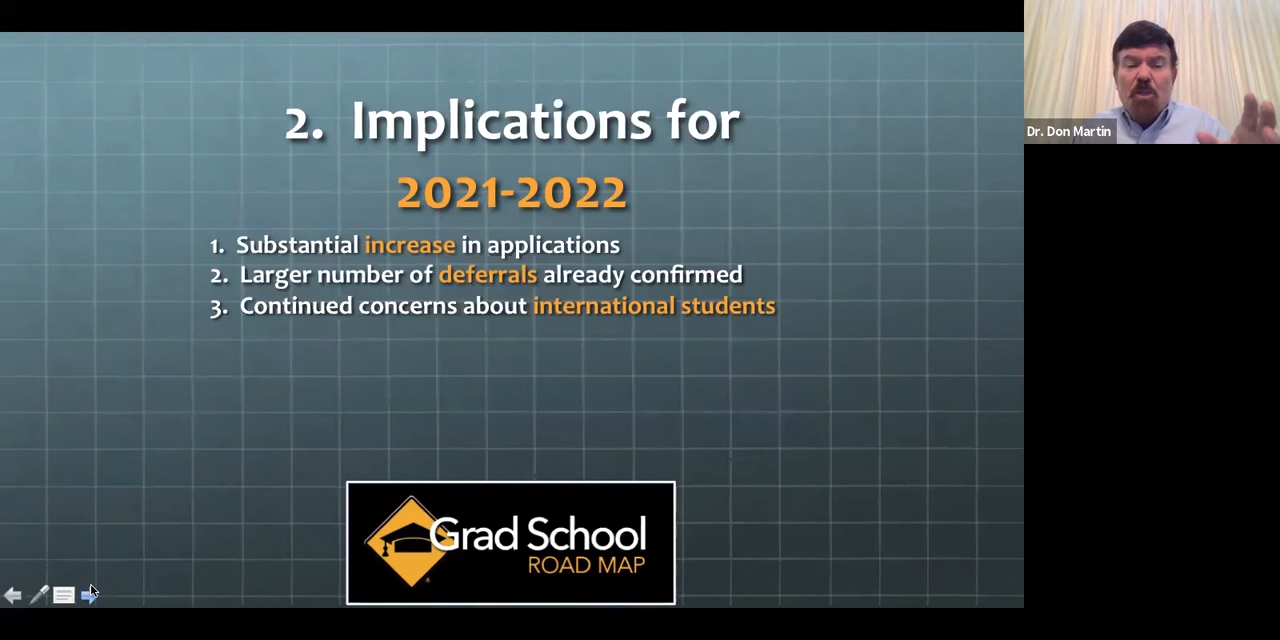 2. Implications for
2021-2022
1. Substantial increase in applications
2. Larger number of deferrals already confirmed
3. Continued concerns about international students
Grad School
ROAD MAP
Dr. Don Martin